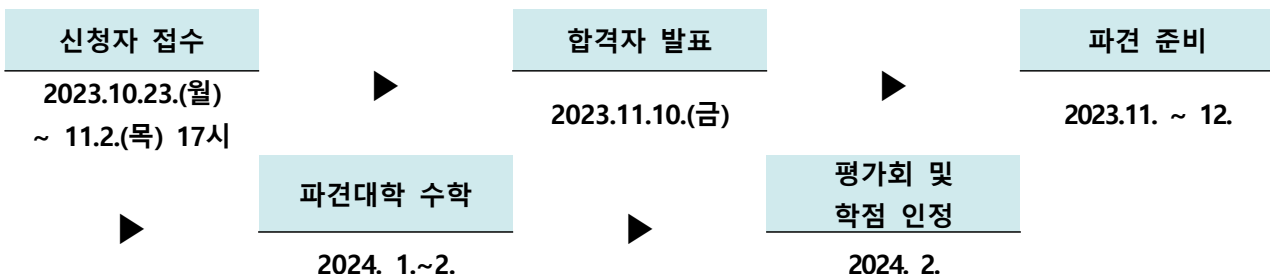 신청자 접수
2023.10.23.(월)
~ 11.2.(목) 17시
▶
합격자 발표
2023.11.10.(금)
▶
파견 준비
2023.11. ~ 12.
▶
파견대학 수학
2024. 1.~2.
▶
평가회 및
학점 인정
2024. 2.